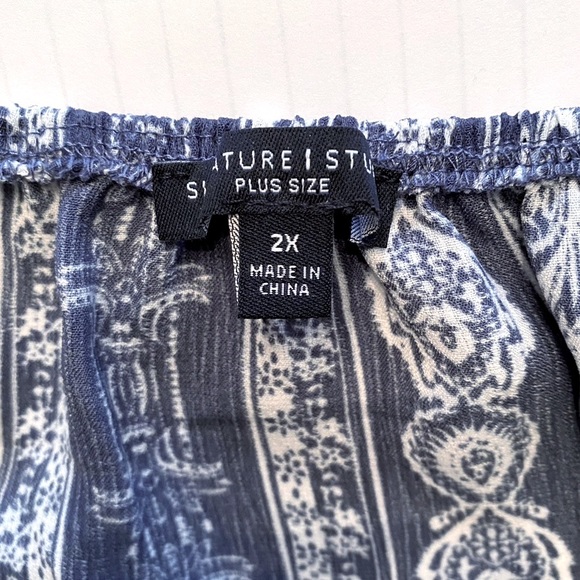 ATURE | STU
PLUS SIZE
2X
MADE IN
CHINA